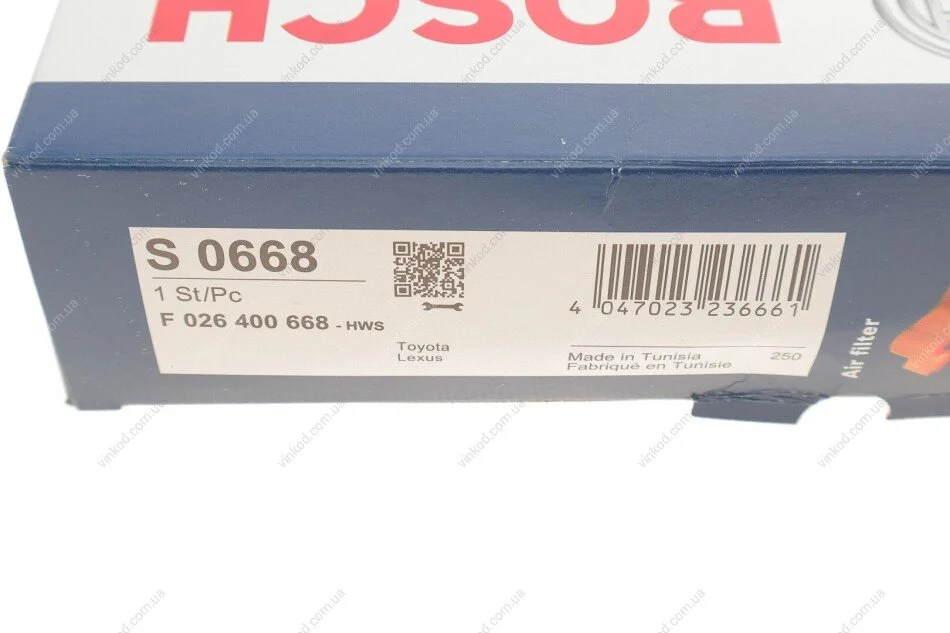 BOSCH
S 0668
1 St/Pc
F 026 400 668 - HWS
Toyota
Lexus
4 047023 236661
Made in Tunisia 250
Fabriqué en Tunisie
Air filter
vinkod.com.ua